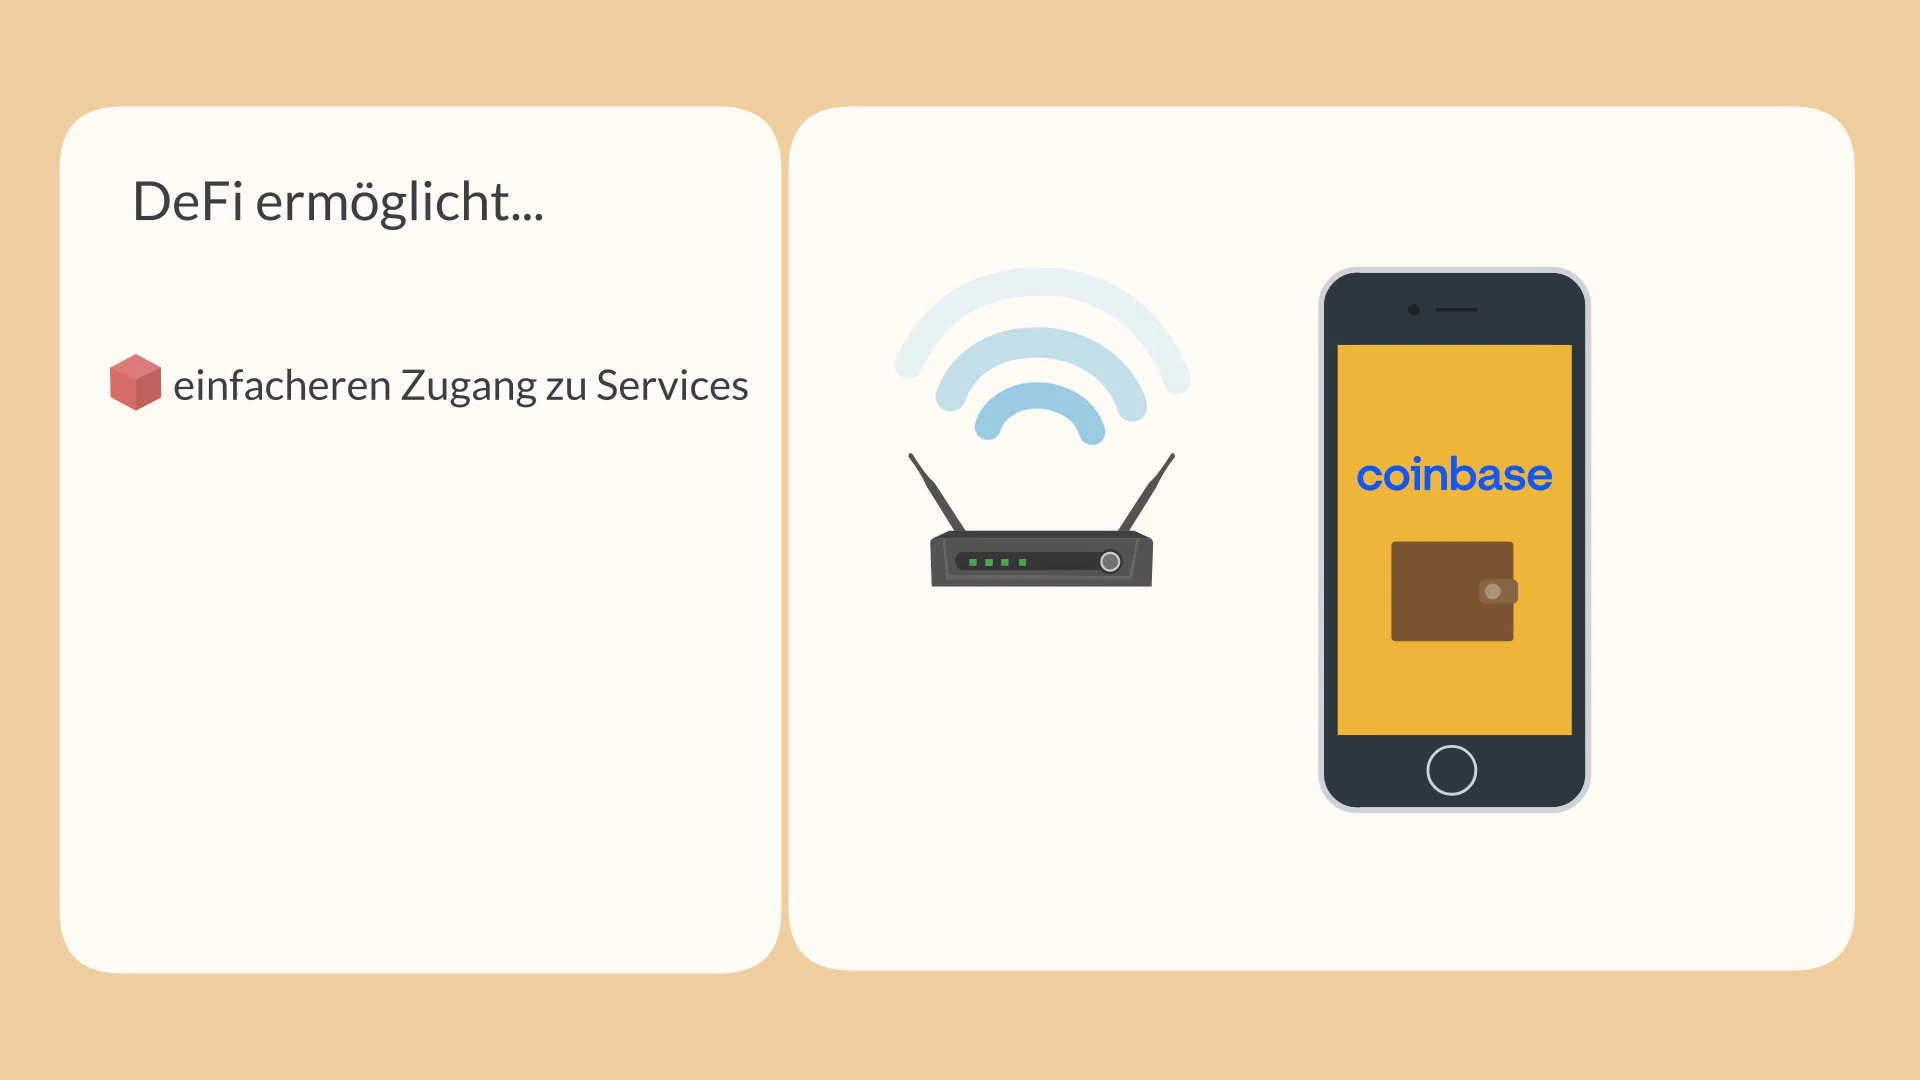 DeFi ermöglicht...
einfacheren Zugang zu Services
coinbase